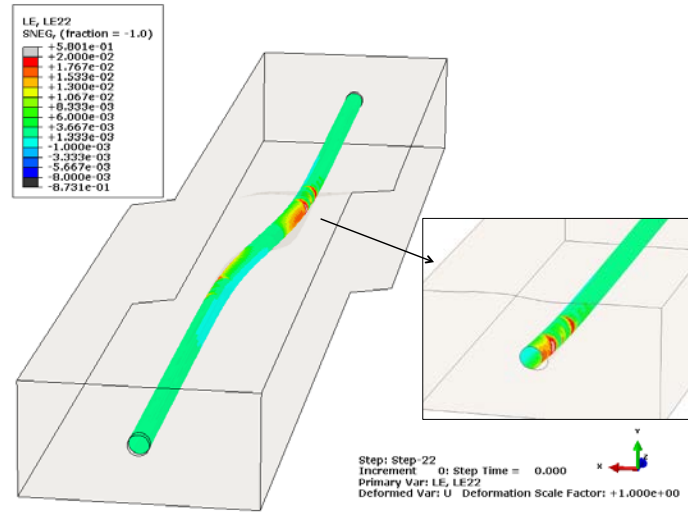 LE, LE22
SNEG, (fraction = -1.0)
+5.801e-01
+2.000e-02
+1.767e-02
+1.533e-02
+1.300e-02
+1.067e-02
+8.333e-03
+6.000e-03
+3.667e-03
+1.333e-03
-1.000e-03
-3.333e-03
-5.667e-03
-8.000e-03
-8.731e-01
Y
X
Step: Step-22
Increment 0: Step Time = 0.000
Primary Var: LE, LE22
Deformed Var: U Deformation Scale Factor: +1.000e+00